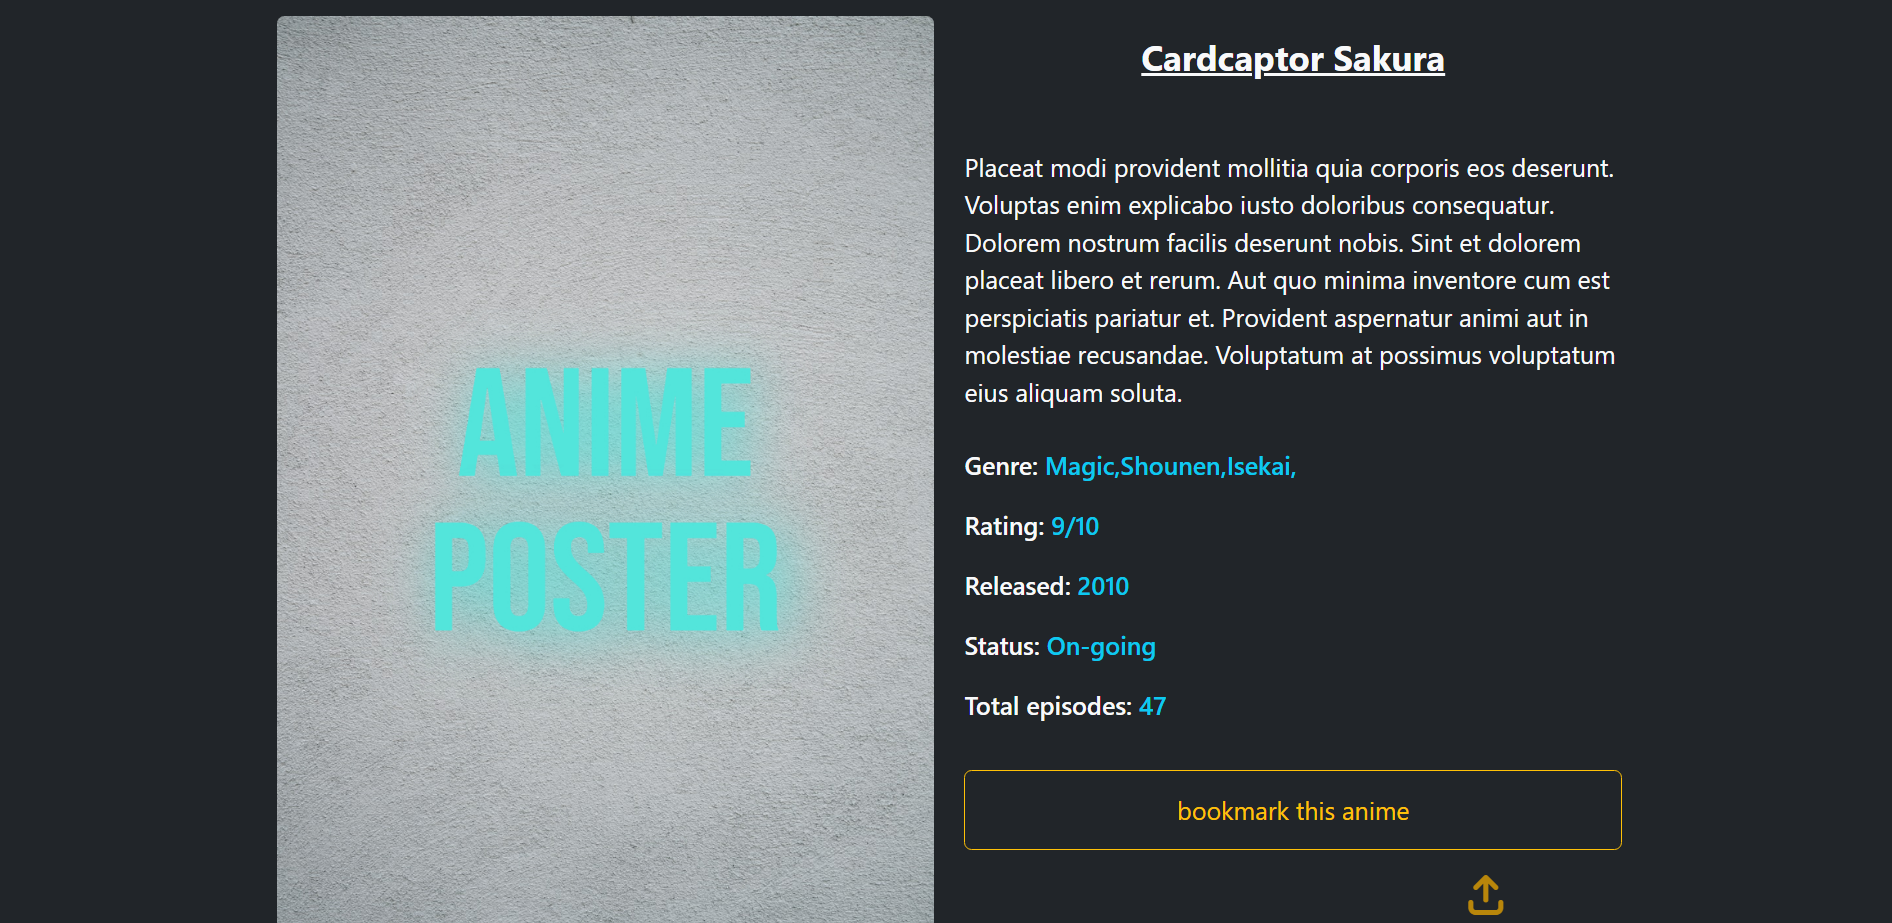 ANIME
POSTER
Cardcaptor Sakura
Placeat modi provident mollitia quia corporis eos deserunt.
Voluptas enim explicabo iusto doloribus consequatur.
Dolorem nostrum facilis deserunt nobis. Sint et dolorem
placeat libero et rerum. Aut quo minima inventore cum est
perspiciatis pariatur et. Provident aspernatur animi aut in
molestiae recusandae. Voluptatum at possimus voluptatum
eius aliquam soluta.
Genre: Magic,Shounen,Isekai,
Rating: 9/10
Released: 2010
Status: On-going
Total episodes: 47
bookmark this anime